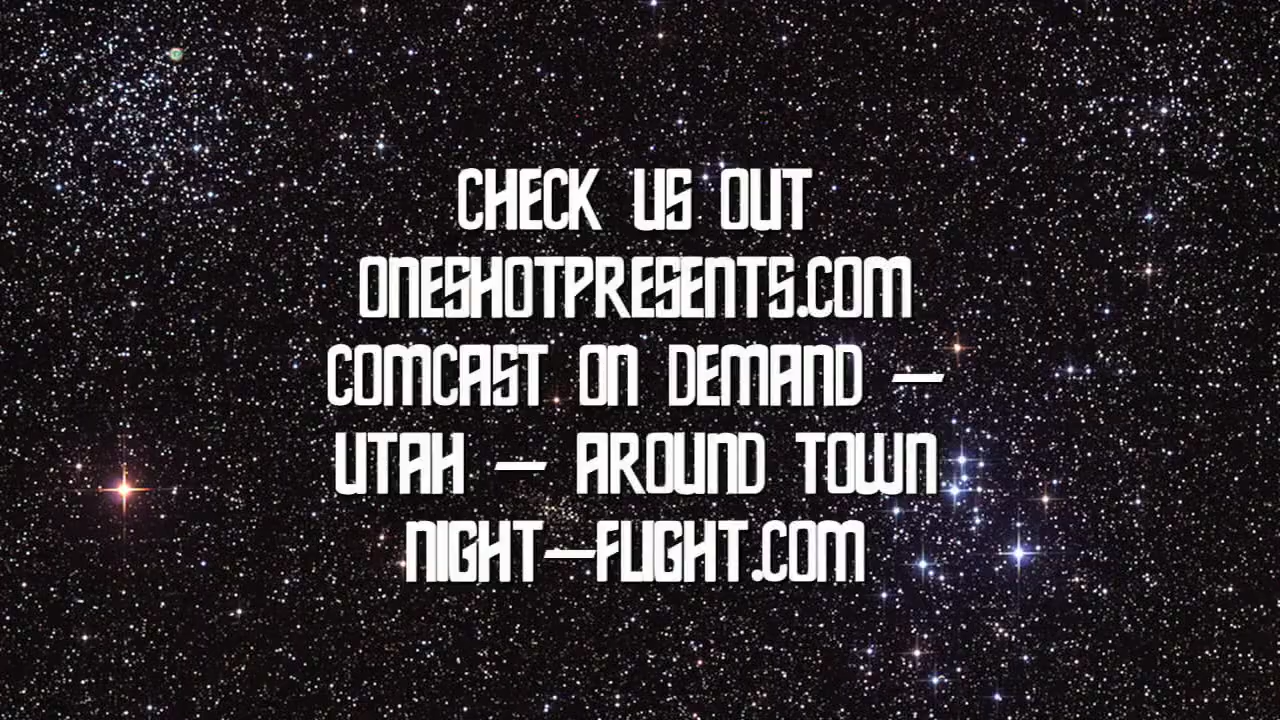 CHECK US OUT
ONESHOTPRESENTS.COM
COMCAST ON DEMAND -
UTAH - AROUND TOWN
NIGHT-FLIGHT.COM